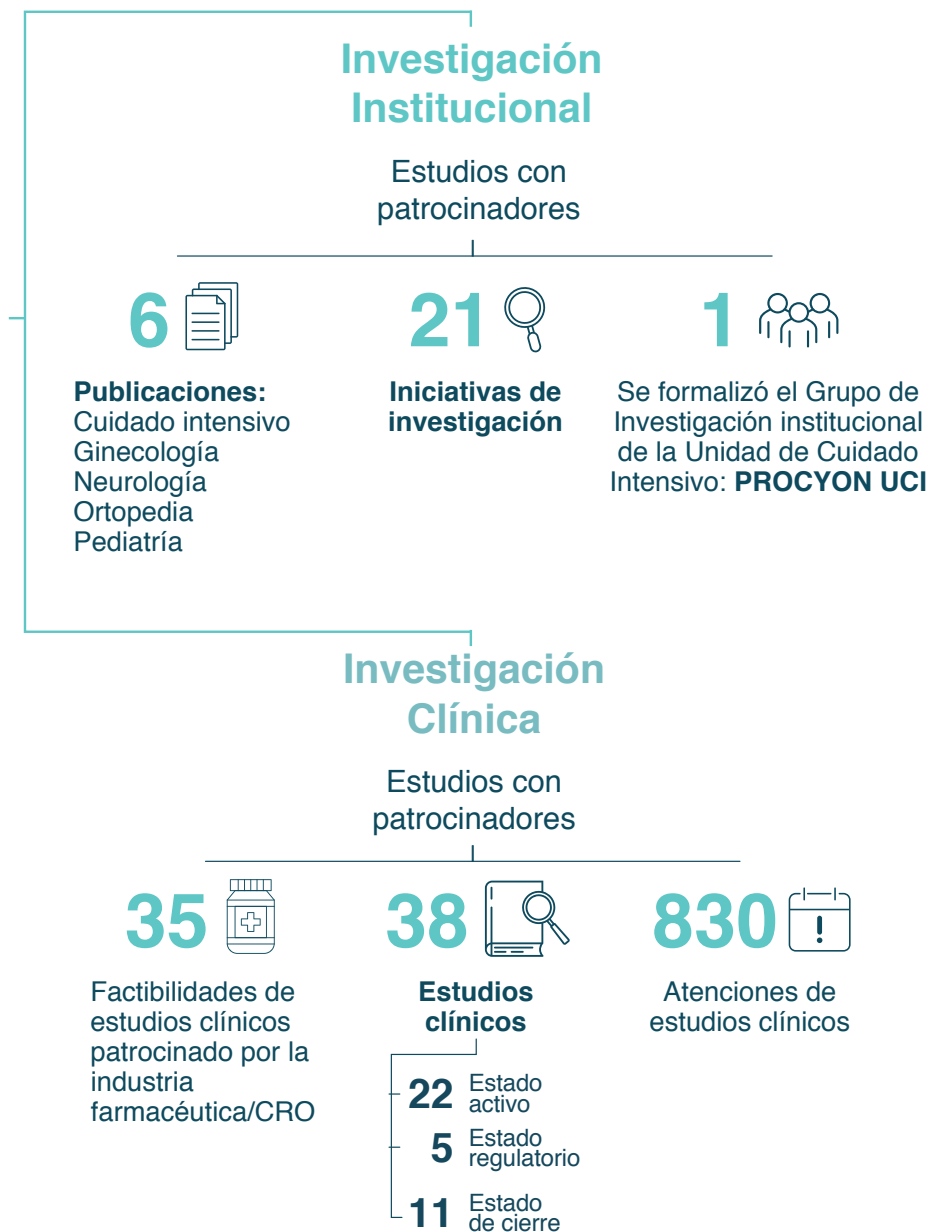 Investigación
Institucional
Estudios con
patrocinadores
6
Publicaciones:
Cuidado intensivo
Ginecología
Neurología
Ortopedia
Pediatría
21
Iniciativas de
investigación
1
Se formalizó el Grupo de
Investigación institucional
de la Unidad de Cuidado
Intensivo: PROCYON UCI
Investigación
Clínica
Estudios con
patrocinadores
35
Factibilidades de
estudios clínicos
patrocinado por la
industria
farmacéutica/CRO
38
Estudios
clínicos
22 Estado
activo
5 Estado
regulatorio
11 Estado
de cierre
830
Atenciones de
estudios clínicos